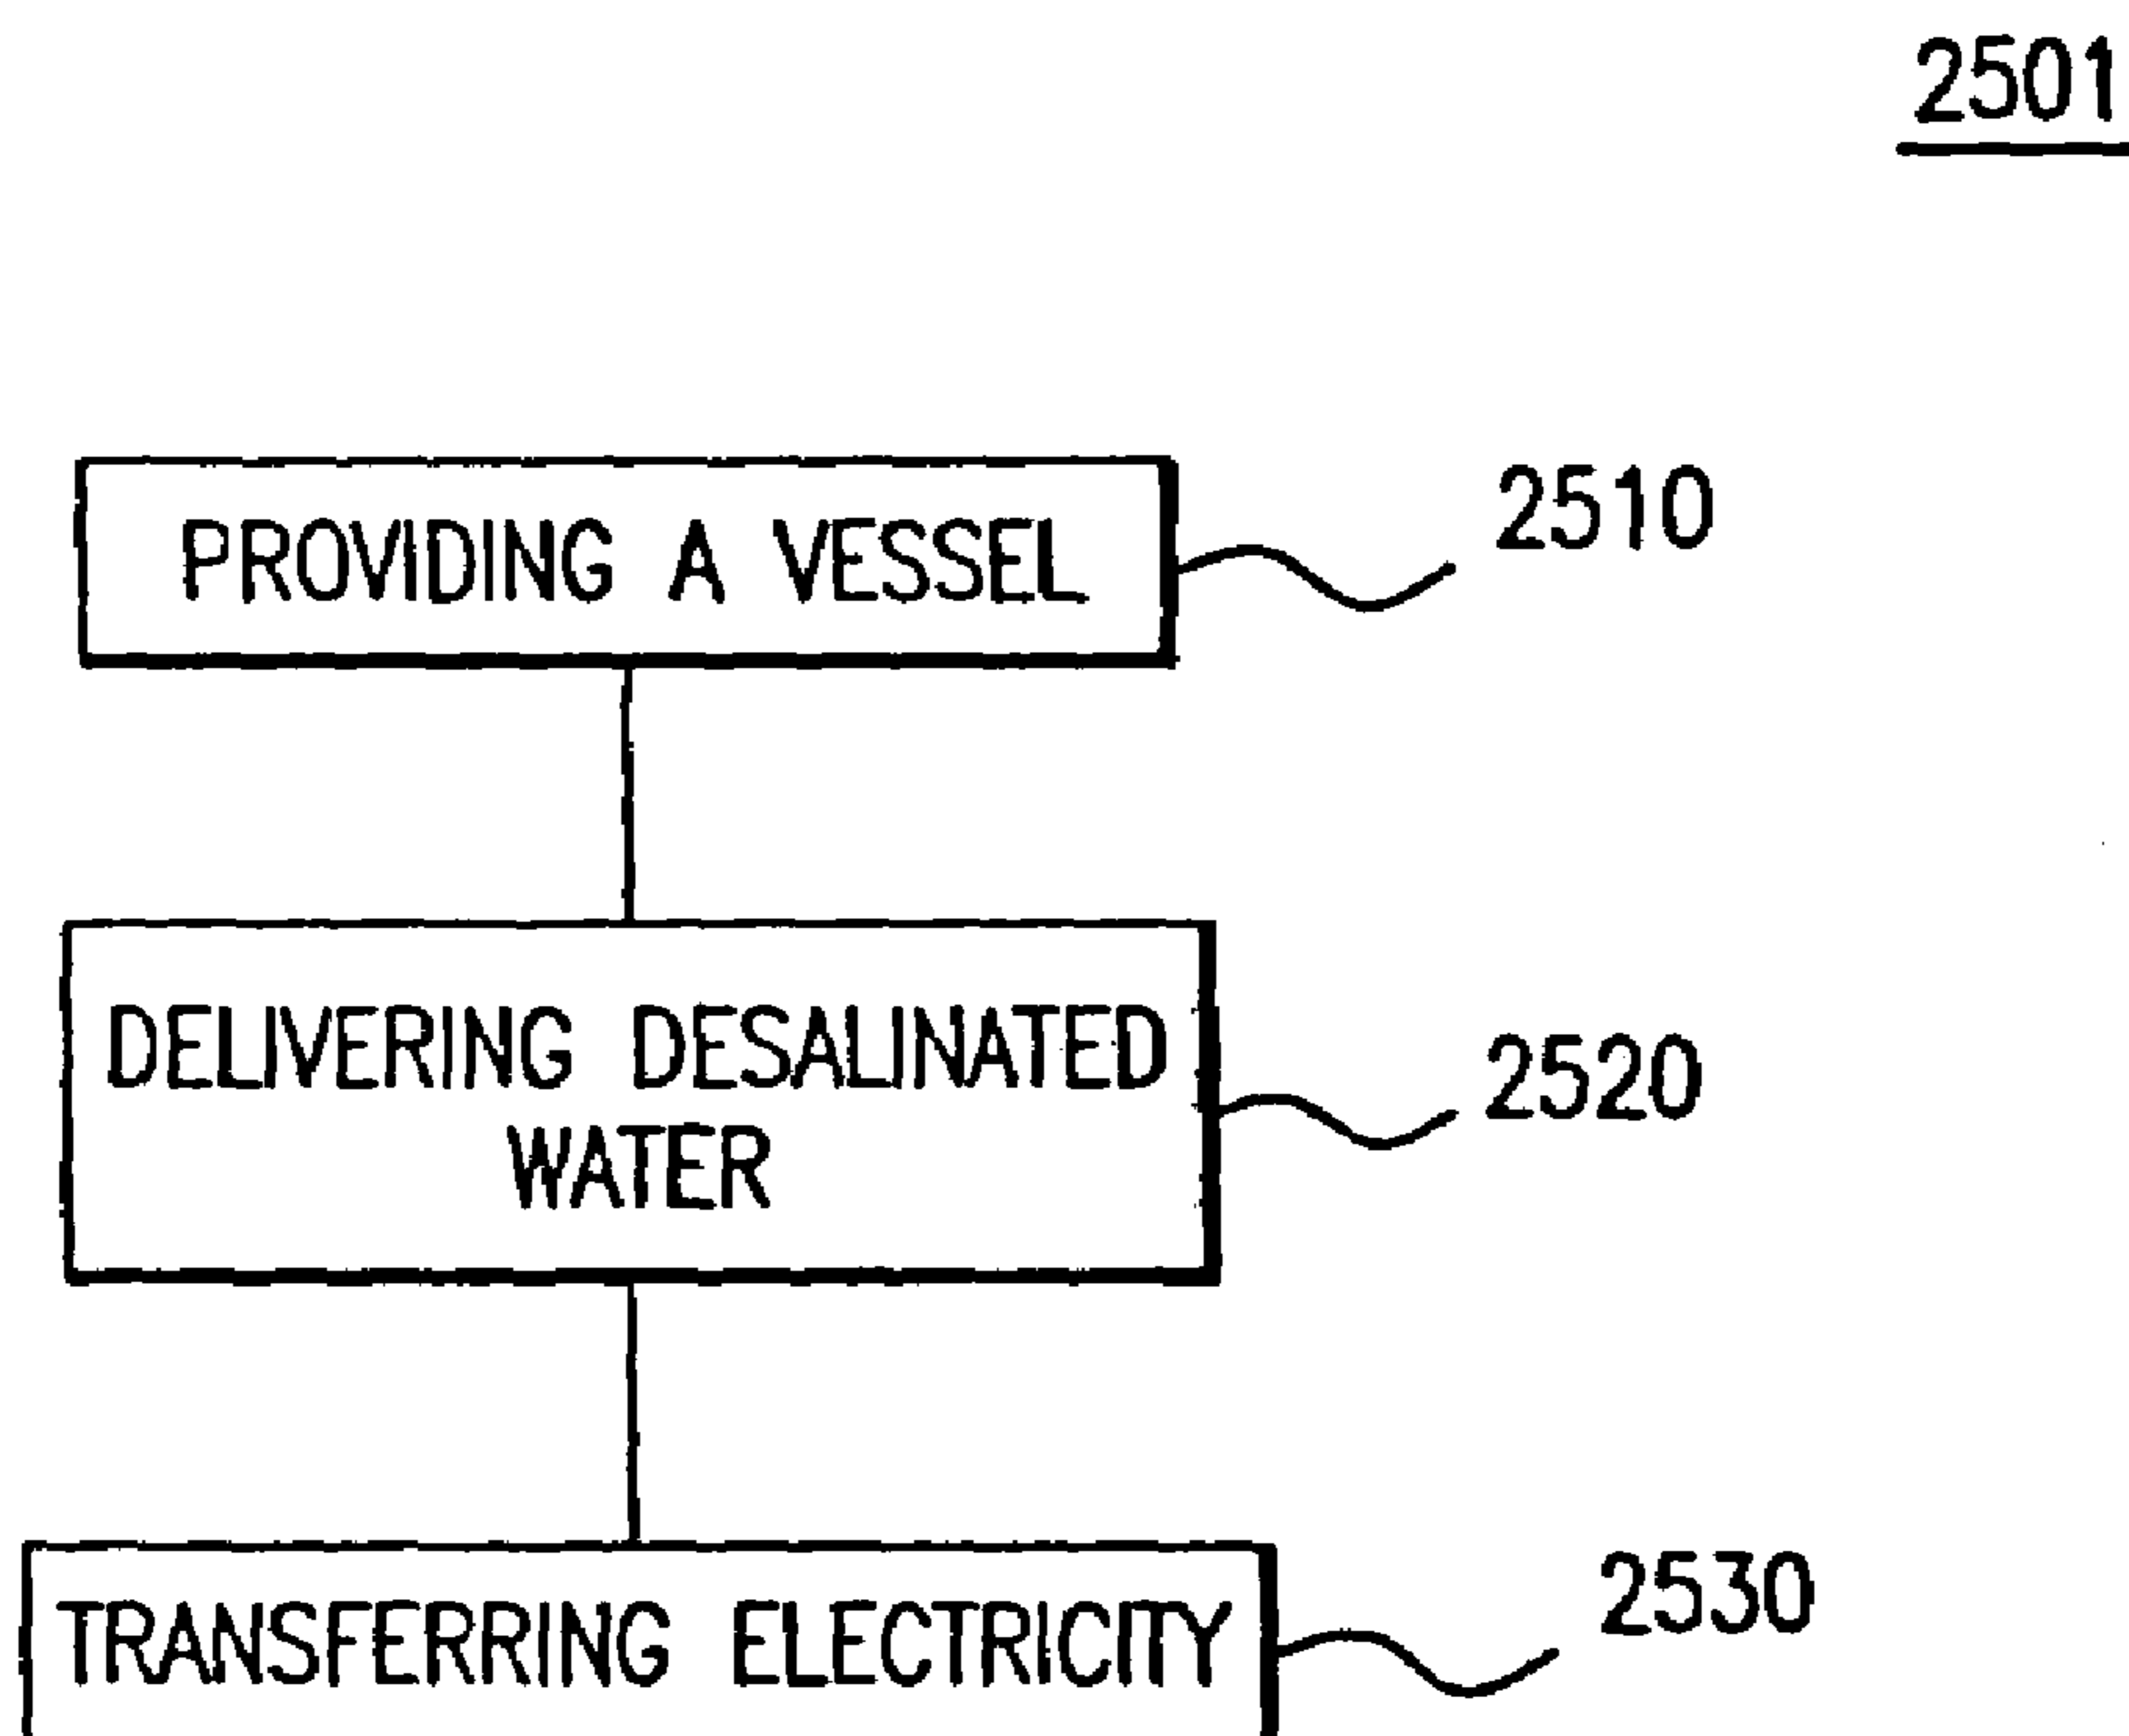 2501
PROVIDING A VESSEL
2510
DELIVERING DESALINATED
WATER
2520
TRANSFERRING ELECTRICITY
2530